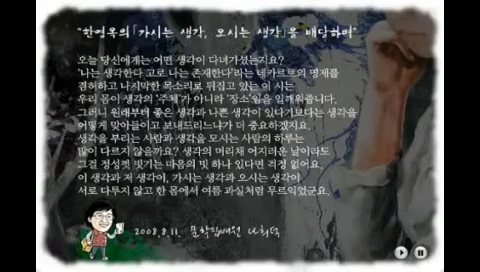 "한영옥의「가시는 생각, 오시는 생각」을 배달하며"
오늘 당신에게는 어떤 생각이 다녀가셨는지요?
'나는 생각한다 고로 나는 존재한다'라는 데카르트의 명제를
겸허하고 나지막한 목소리로 뒤집고 있는 이 시는
우리 몸이 생각의 '주체'가 아니라 '장소'임을 일깨워줍니다.
그러니 원래부터 좋은 생각과 나쁜 생각이 있다기보다는 생각을
어떻게 맞아들이고 보내드리느냐가 더 중요하겠지요.
생각을 부리는 사람과 생각을 모시는 사람의 하루는
많이 다르지 않을까요? 생각의 머리채 어지러운 날이라도
그걸 정성껏 빗기는 마음의 빗 하나 있다면 걱정 없어요.
이 생각과 저 생각이, 가시는 생각과 오시는 생각이
서로 다투지 않고 한 몸에서 여름 과실처럼 무르익었군요.
2008.8.11. 문학집배원 나희덕